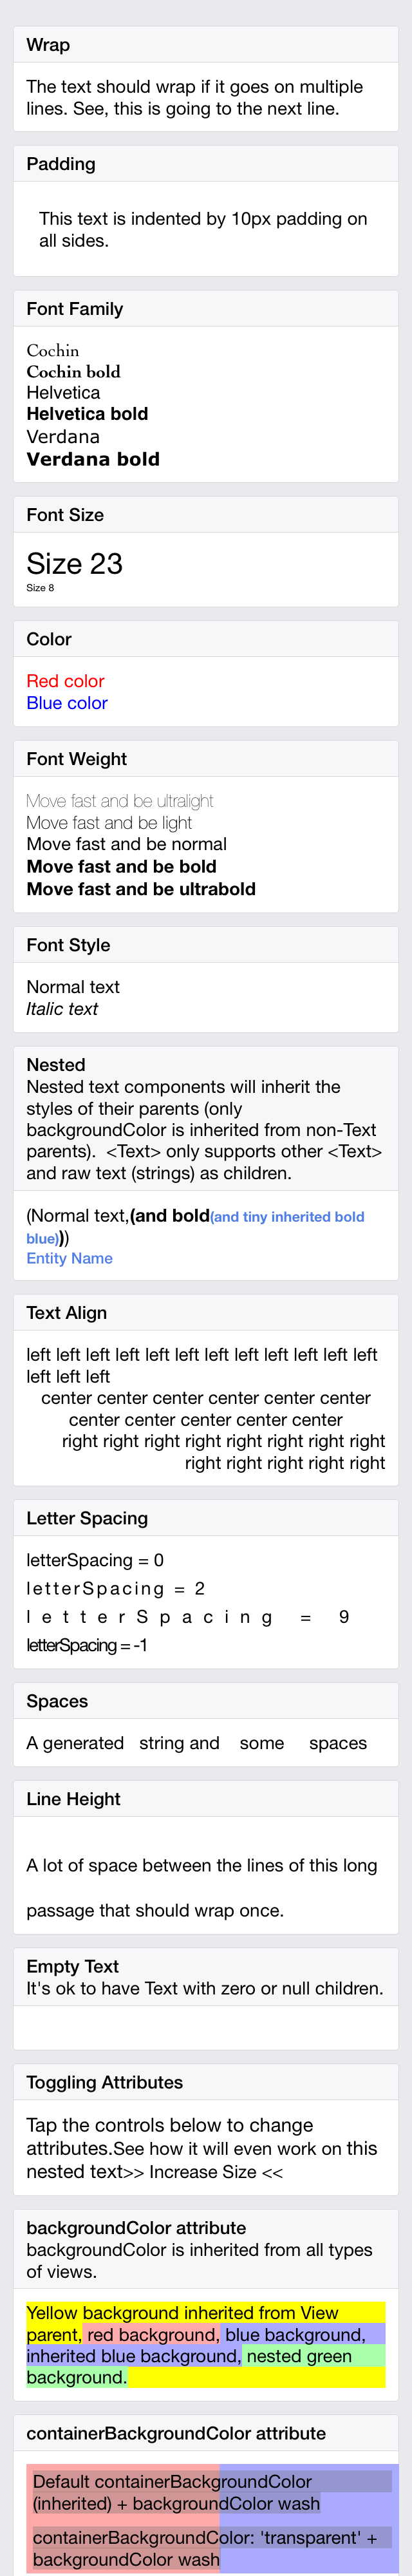 Wrap
The text should wrap if it goes on multiple
lines. See, this is going to the next line.
Padding
This text is indented by 10px padding on
all sides.
Font Family
Cochin
Cochin bold
Helvetica
Helvetica bold
Verdana
Verdana bold
Font Size
Size 23
Size 8
Color
Red color
Blue color
Font Weight
Move fast and be ultralight
Move fast and be light
Move fast and be normal
Move fast and be bold
Move fast and be ultrabold
Font Style
Normal text
Italic text
Nested
Nested text components will inherit the
styles of their parents (only
backgroundColor is inherited from non-Text
parents).  <Text> only supports other <Text>
and raw text (strings) as children.
(Normal text,(and bold(and tiny inherited bold
blue)))
Entity Name
Text Align
left left left left left left left left left left left left
left left left
center center center center center center
center center center center center
right right right right right right right right
right right right right right
Letter Spacing
letterSpacing = 0
letterSpacing = 2
letterSpacing = 9
letterSpacing = -1
Spaces
A generated   string and    some     spaces
Line Height
A lot of space between the lines of this long
passage that should wrap once.
Empty Text
It's ok to have Text with zero or null children.
Toggling Attributes
Tap the controls below to change
attributes.See how it will even work on this
nested text>> Increase Size <<
backgroundColor attribute
backgroundColor is inherited from all types
of views.
Yellow background inherited from View
parent, red background, blue background,
inherited blue background, nested green
background.
containerBackgroundColor attribute
Default containerBackgroundColor
(inherited) + backgroundColor wash
containerBackgroundColor: 'transparent' +
backgroundColor wash